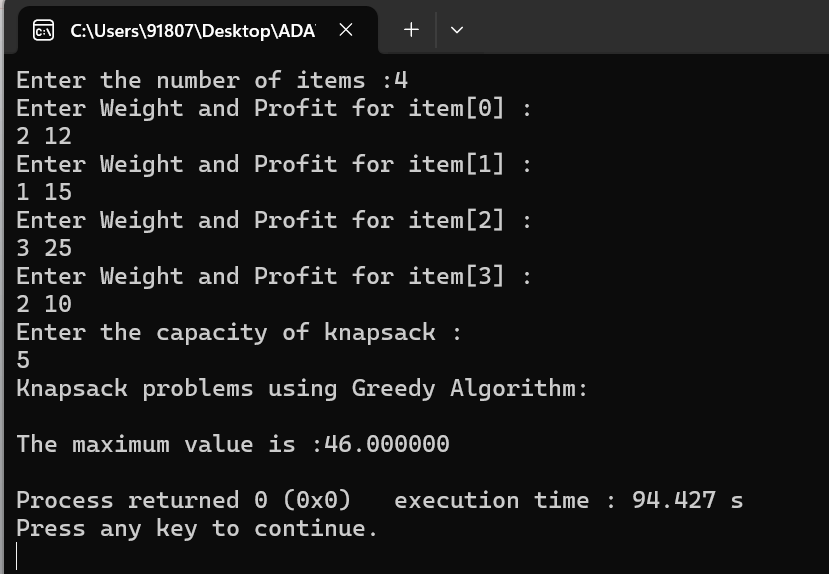 C:\Users\91807\Desktop\ADA
Enter the number of items :4
Enter Weight and Profit for item[0] :
2 12
Enter Weight and Profit for item[1] :
1 15
Enter Weight and Profit for item[2] :
3 25
Enter Weight and Profit for item[3] :
2 10
Enter the capacity of knapsack :
5
Knapsack problems using Greedy Algorithm:
The maximum value is :46.000000
Process returned 0 (0x0)   execution time : 94.427 s
Press any key to continue.